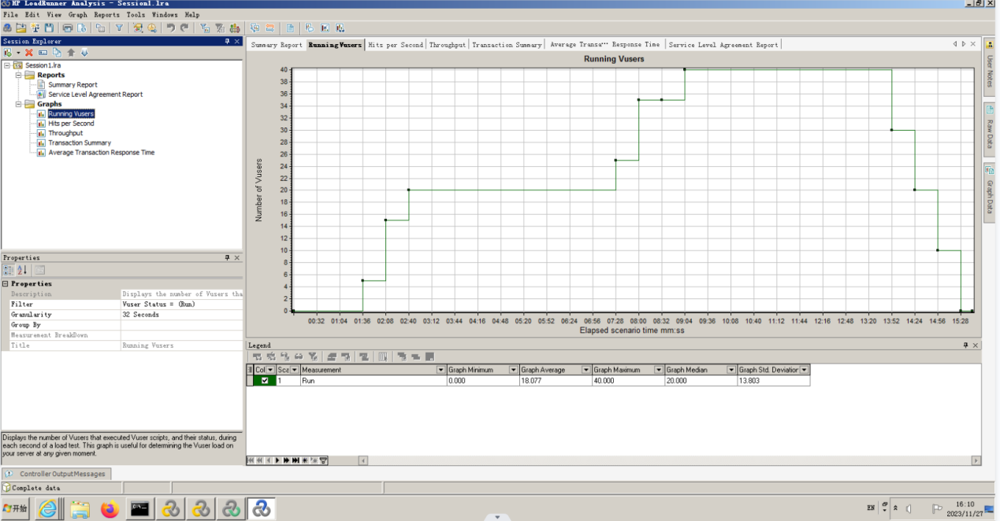 HP LoadRunner Analysis - Session1.lra
File Edit View Graph Reports Tools Windows Help
Session Explorer
Session1.lra
Reports
Summary Report
Service Level Agreement Report
Graphs
Running Vusers
Hits per Second
Throughput
Transaction Summary
Average Transaction Response Time
Properties
Properties
Description Displays the number of Vusers tha
Filter Vuser Status = (Run)
Granularity 32 Seconds
Group By
Measurement BreakDown
Title Running Vusers
Displays the number of Vusers that executed Vuser scripts, and their status, during
each second of a load test. This graph is useful for determining the Vuser load on
your server at any given moment.
Summary Report Running Vusers Hits per Second Throughput Transaction Summary Average Transa… Response Time Service Level Agreement Report
Running Vusers
Number of Vusers
40
38
36
34
32
30
28
26
24
22
20
18
16
14
12
10
8
6
4
2
0
00:32 01:04 01:36 02:08 02:40 03:12 03:44 04:16 04:48 05:20 05:52 06:24 06:56 07:28 08:00 08:32 09:04 09:36 10:08 10:40 11:12 11:44 12:16 12:48 13:20 13:52 14:24 14:56 15:28
Elapsed scenario time mm:ss
User Notes
Raw Data
Graph Data
Legend
Col Sca Measurement Graph Minimum Graph Average Graph Maximum Graph Median Graph Std. Deviation
1 Run 0.000 18.077 40.000 20.000 13.803
Controller Output Messages
Complete data
开始
EN
16:10
2023/11/27